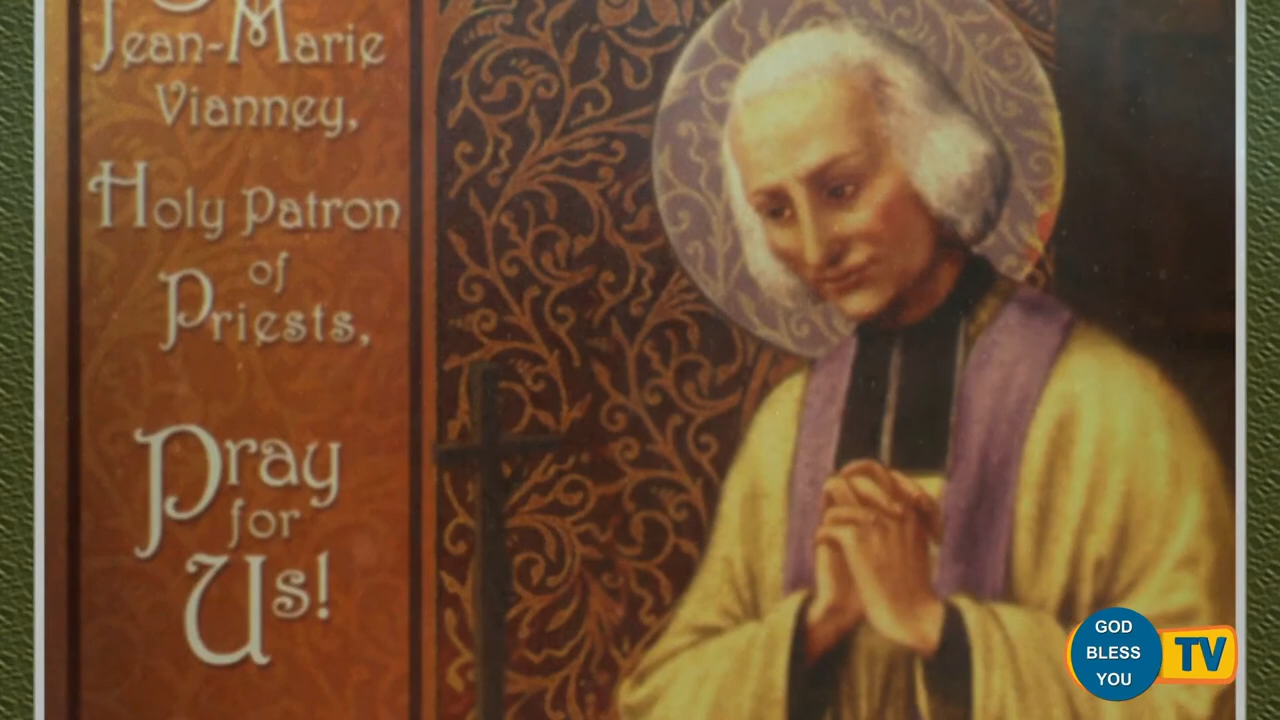 Jean-Marie
Vianney,
Holy Patron
of
Priests,
Pray
for
Us!
GOD
BLESS
YOU
TV